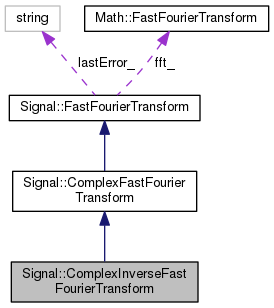 string
Math::FastFourierTransform
lastError_
fft_
Signal::FastFourierTransform
Signal::ComplexFastFourier
Transform
Signal::ComplexInverseFast
FourierTransform